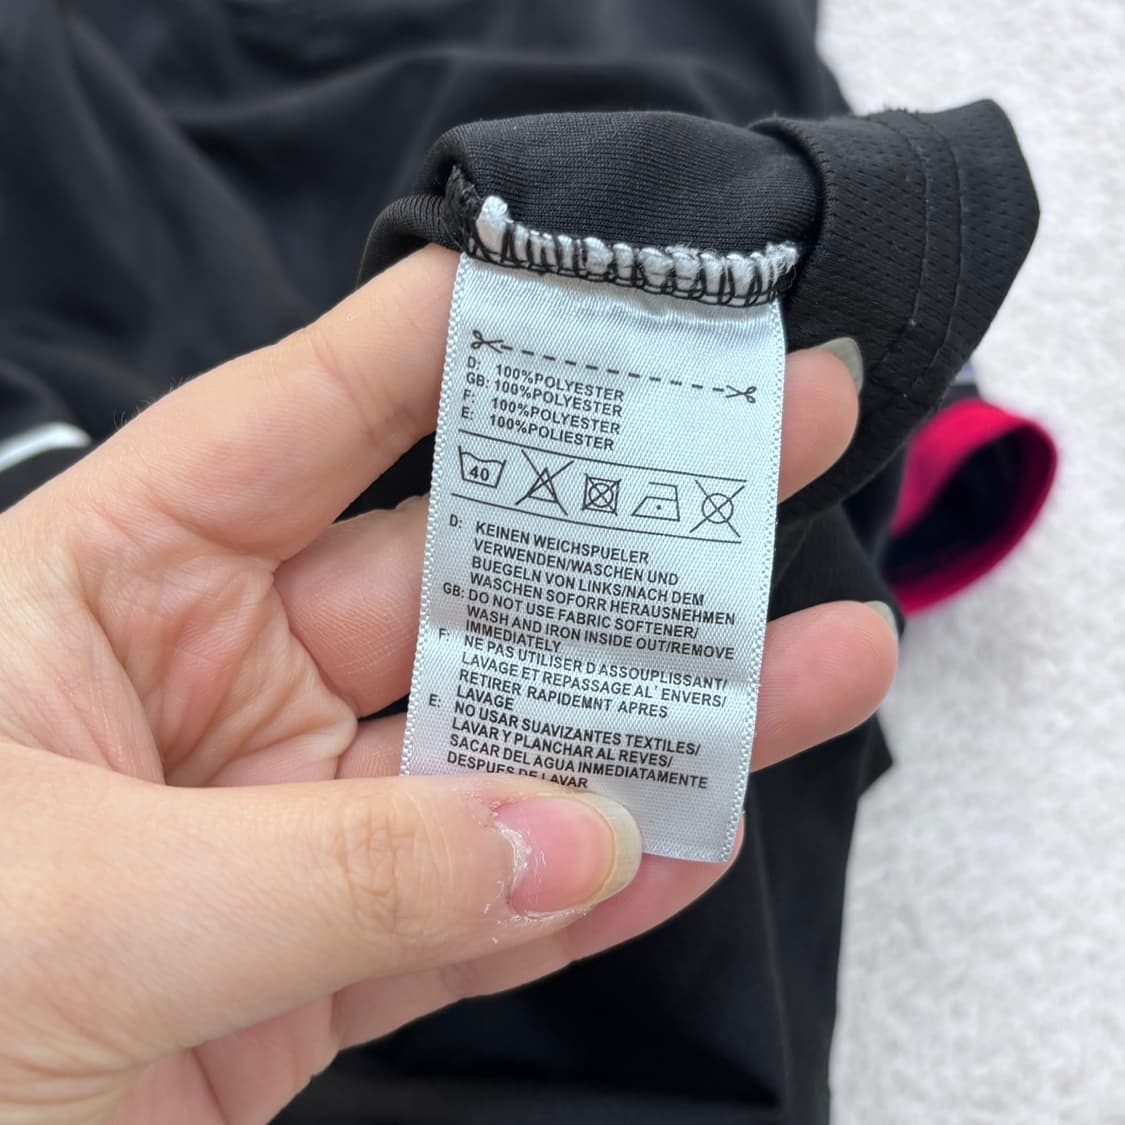 D: 100%POLYESTER
GB: 100%POLYESTER
F: 100%POLYESTER
E: 100%POLIESTER
40
D: KEINEN WEICHSPUELER
VERWENDEN/WASCHEN UND
BUEGELN VON LINKS/NACH DEM
WASCHEN SOFORR HERAUSNEHMEN
GB: DO NOT USE FABRIC SOFTENER/
WASH AND IRON INSIDE OUT/REMOVE
IMMEDIATELY
F: NE PAS UTILISER D ASSOUPLISSANT/
LAVAGE ET REPASSAGE AL' ENVERS/
RETIRER RAPIDEMNT APRES
LAVAGE
E: NO USAR SUAVIZANTES TEXTILES/
LAVAR Y PLANCHAR AL REVES/
SACAR DEL AGUA INMEDIATAMENTE
DESPUES DE LAVAR